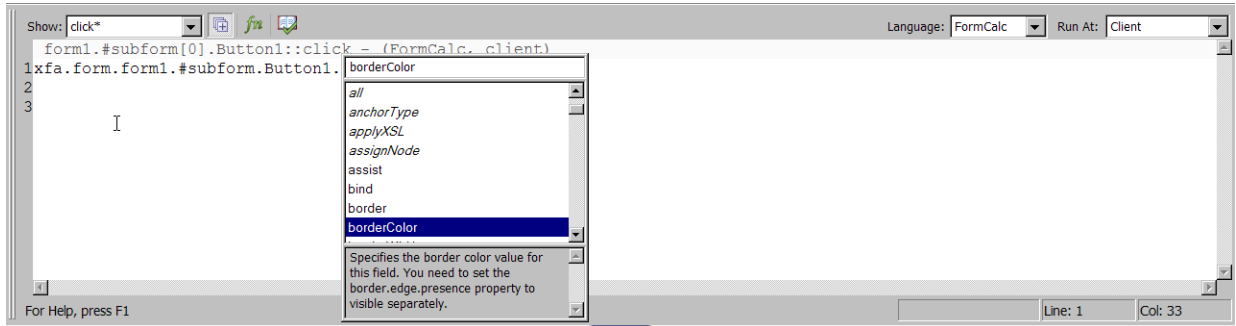 Show: click* fn Language: FormCalc Run At: Client
form1.#subform[0].Button1::click - (FormCalc, client)
1xfa.form.form1.#subform.Button1. borderColor
2
3
all
anchorType
applyXSL
assignNode
assist
bind
border
borderColor
Specifies the border color value for
this field. You need to set the
border.edge.presence property to
visible separately.
For Help, press F1 Line: 1 Col: 33